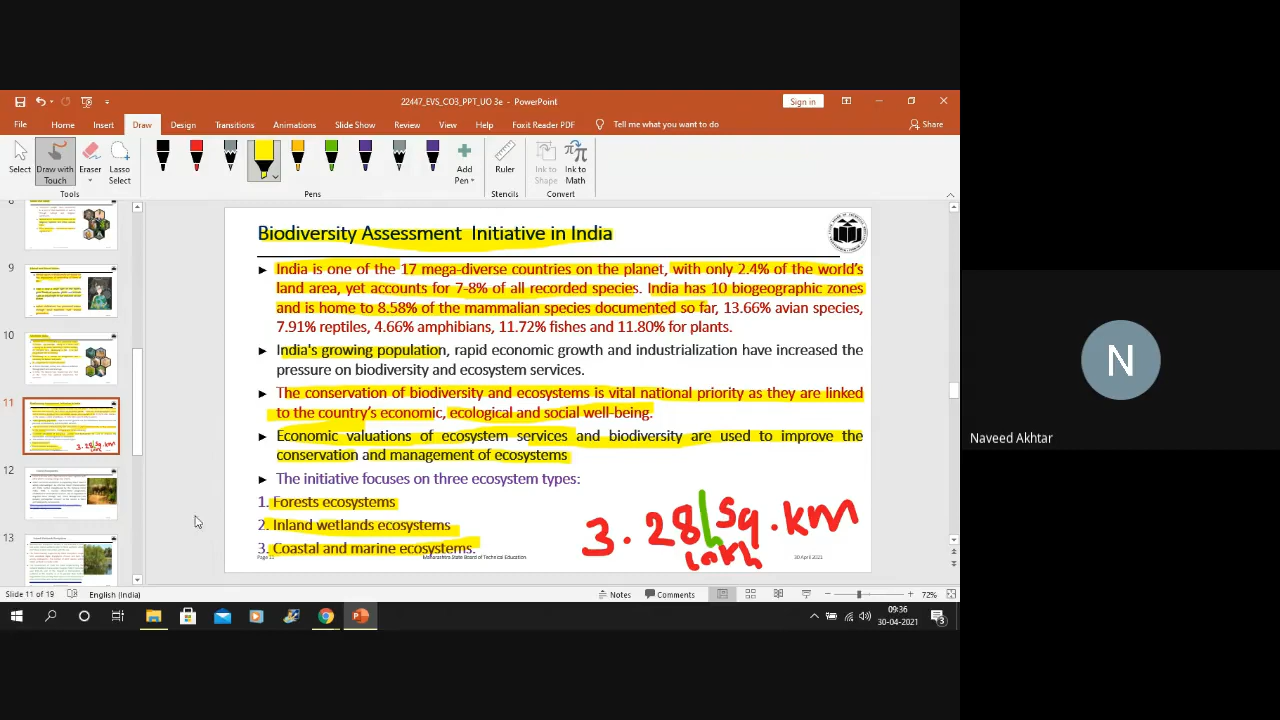 22447_EVS_CO3_PPT_UO 3e - PowerPoint
Sign in
File Home Insert Draw Design Transitions Animations Slide Show Review View Help Foxit Reader PDF Tell me what you want to do Share
Select Draw with Touch Eraser Lasso Select Add Pen Ruler Ink to Shape Ink to Math
Tools Pens Stencils Convert
9
10
11
12
13
Biodiversity Assessment Initiative in India
► India is one of the 17 mega-diverse countries on the planet, with only 2.4% of the world's
land area, yet accounts for 7-8% of all recorded species. India has 10 biogeographic zones
and is home to 8.58% of the mammalian species documented so far, 13.66% avian species,
7.91% reptiles, 4.66% amphibians, 11.72% fishes and 11.80% for plants.
► India's growing population, rapid economic growth and industrialization have increased the
pressure on biodiversity and ecosystem services.
► The conservation of biodiversity and ecosystems is vital national priority as they are linked
to the country's economic, ecological and social well-being.
► Economic valuations of ecosystem services and biodiversity are used to improve the
conservation and management of ecosystems
► The initiative focuses on three ecosystem types:
1. Forests ecosystems
2. Inland wetlands ecosystems
3. Coastal and marine ecosystems.
3.28 Sq.km
Page 11 Maharashtra State Board of Technical Education 30 April 2021
Slide 11 of 19 English (India) Notes Comments 72%
09:36
30-04-2021
3
N
Naveed Akhtar